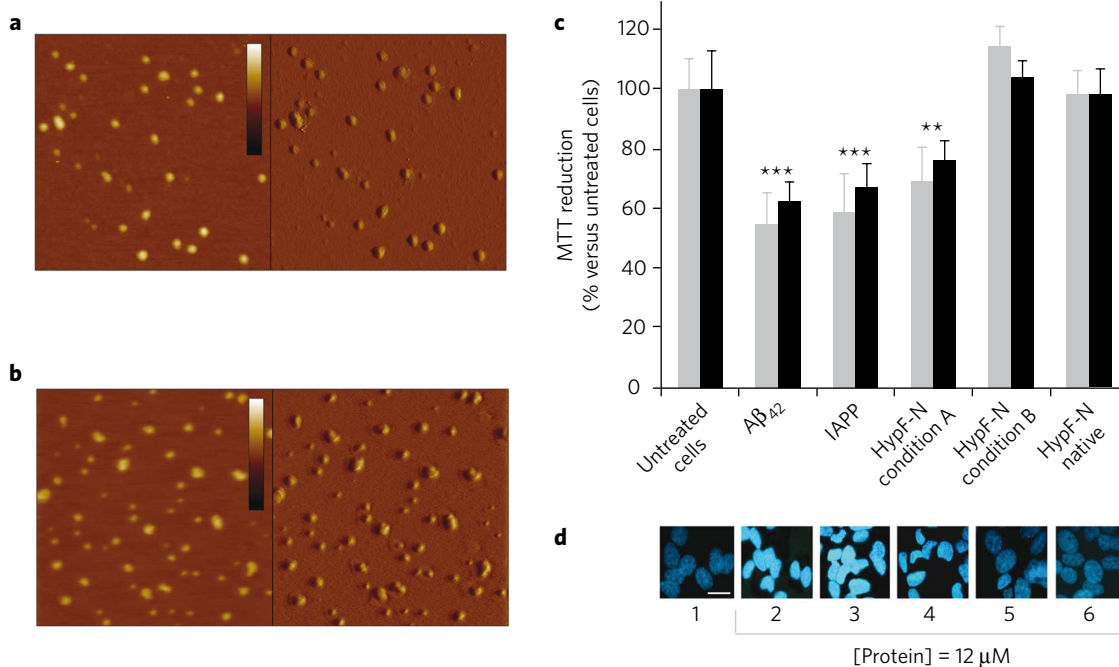 a
b
c
MTT reduction
(% versus untreated cells)
120
100
80
60
40
20
0
***
***
**
Untreated
cells
Aβ42
IAPP
HypF-N
condition A
HypF-N
condition B
HypF-N
native
d
1 2 3 4 5 6
[Protein] = 12 μM